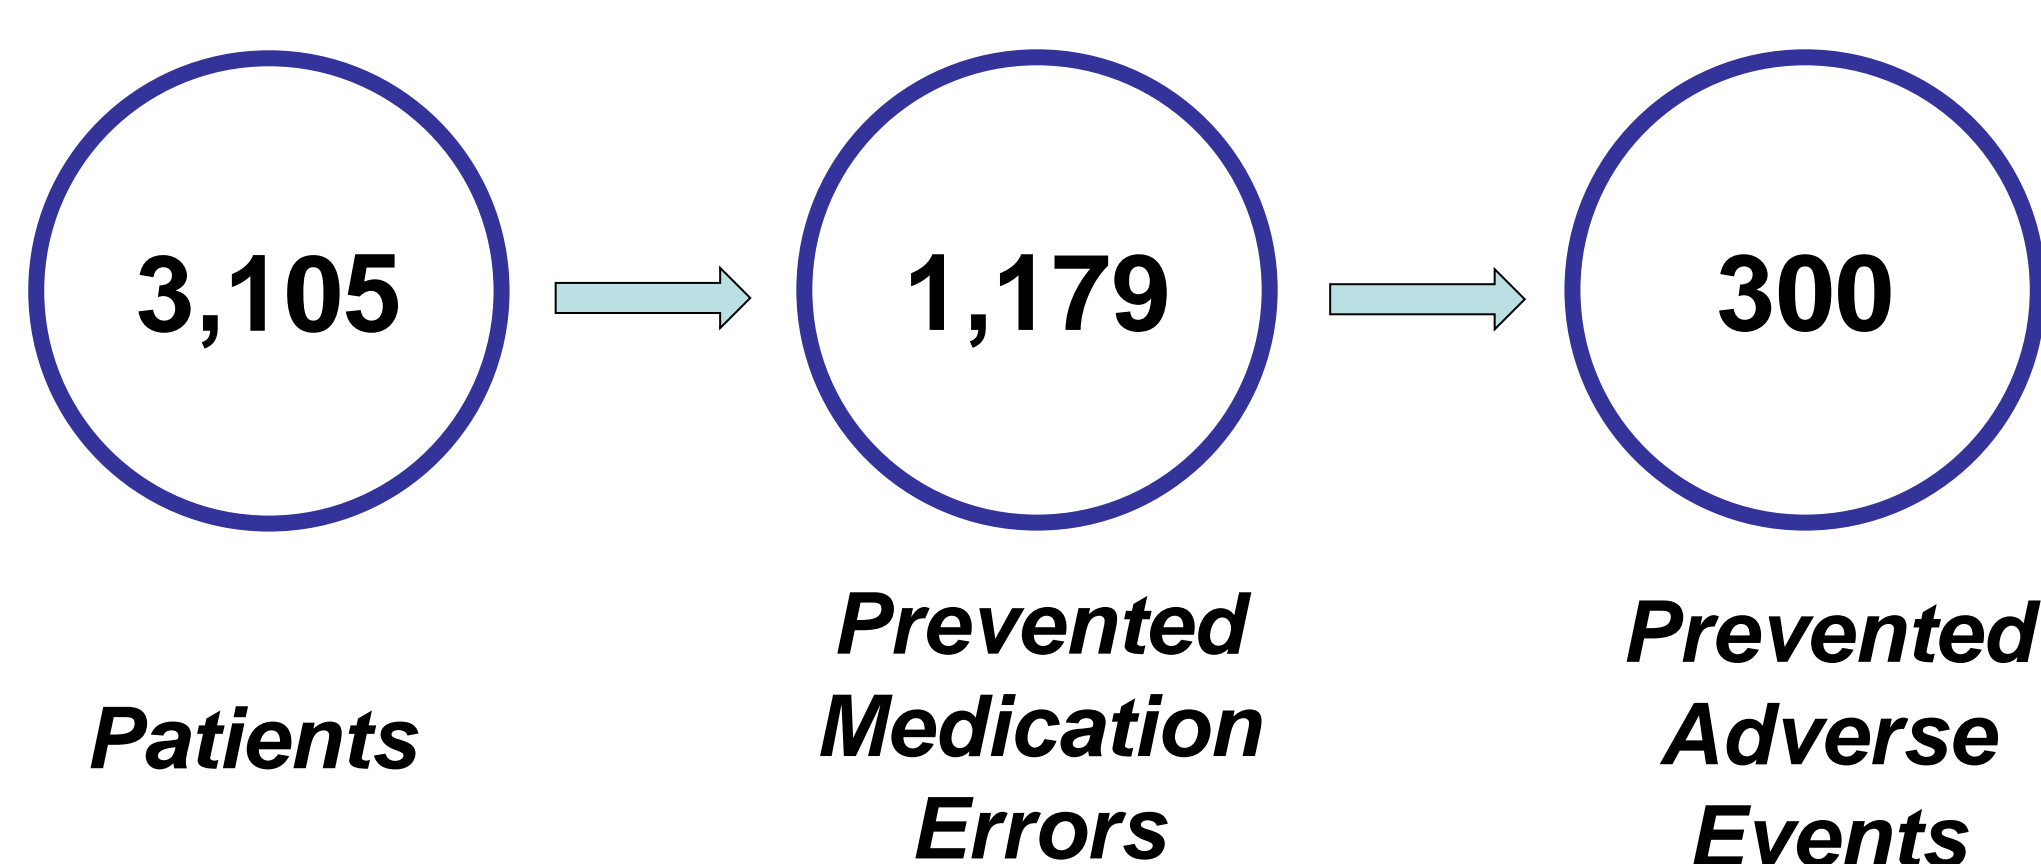 3,105
1,179
300
Patients
Prevented
Medication
Errors
Prevented
Adverse
Events